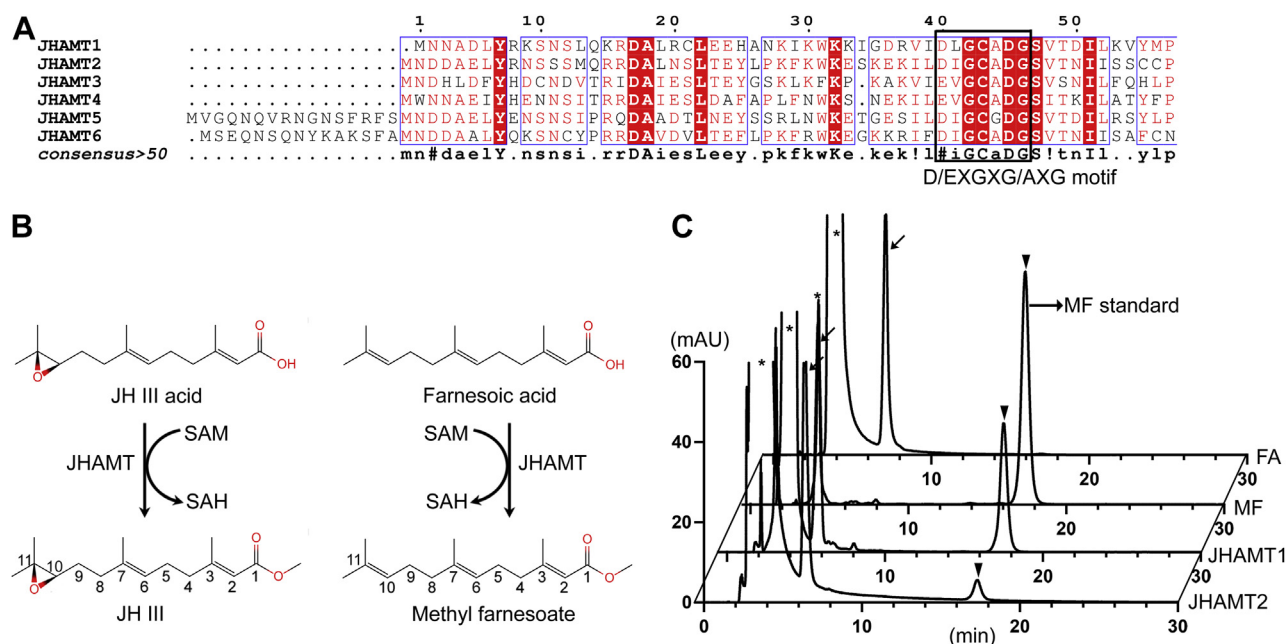 A
1 10 20 30 40 50
JHAMT1 . . . . . . . . . . . . . . . . .MNNADLYRKSNSLQKRDALRCLEEHANKIKWKKIGDRVIDLGCADGSVTDILKVYMP
JHAMT2 . . . . . . . . . . . . . . . . MNDDAELYRNSSSMQRRDALNSLTEYLPKFKWKESKEKILDIGCADGSVTNIISSCCP
JHAMT3 . . . . . . . . . . . . . . . . MNDHLDFYHDCNDVTRIDAIESLTEYGSKLKFKP.KAKVIEVGCADGSVSNILFQHLP
JHAMT4 . . . . . . . . . . . . . . . . MWNNAEIYHENNSITRRDAIESLDAFAPLFNWKS.NEKILEVGCADGSITKILATYFP
JHAMT5 MVGQNQVRNGNSFRFSMNDDAELYENSNSIQRRDAADTLNEYSSRLNWKETGESILDIGCGDGSVTDILSRFLP
JHAMT6 .MSEQNSQNYKAKSFAMNDDAALYQKSNCYPRRDAVDVLTEFLPKFRWKEGKKRIFDIGCADGSVTNIISAFCN
consensus>50 . . . . . . . . . . . . . . . . mn#daelY.nsnsi.rrDAiesLeey.pkfkwKe.kek!l#iGCaDGS!tnIl..ylp
D/EXGXG/AXG motif
B
JH III acid
Farnesoic acid
SAM
JHAMT
SAH
SAM
JHAMT
SAH
11 10 9 8 7 6 5 4 3 2 1
JH III
11 10 9 8 7 6 5 4 3 2 1
Methyl farnesoate
O
OH
O
O
OH
O
O
O
O
O
C
* * * *
MF standard
(mAU)
60
40
20
0
10 20 30 FA
10 20 30 MF
10 20 30 JHAMT1
0 10 20 30 JHAMT2
(min)